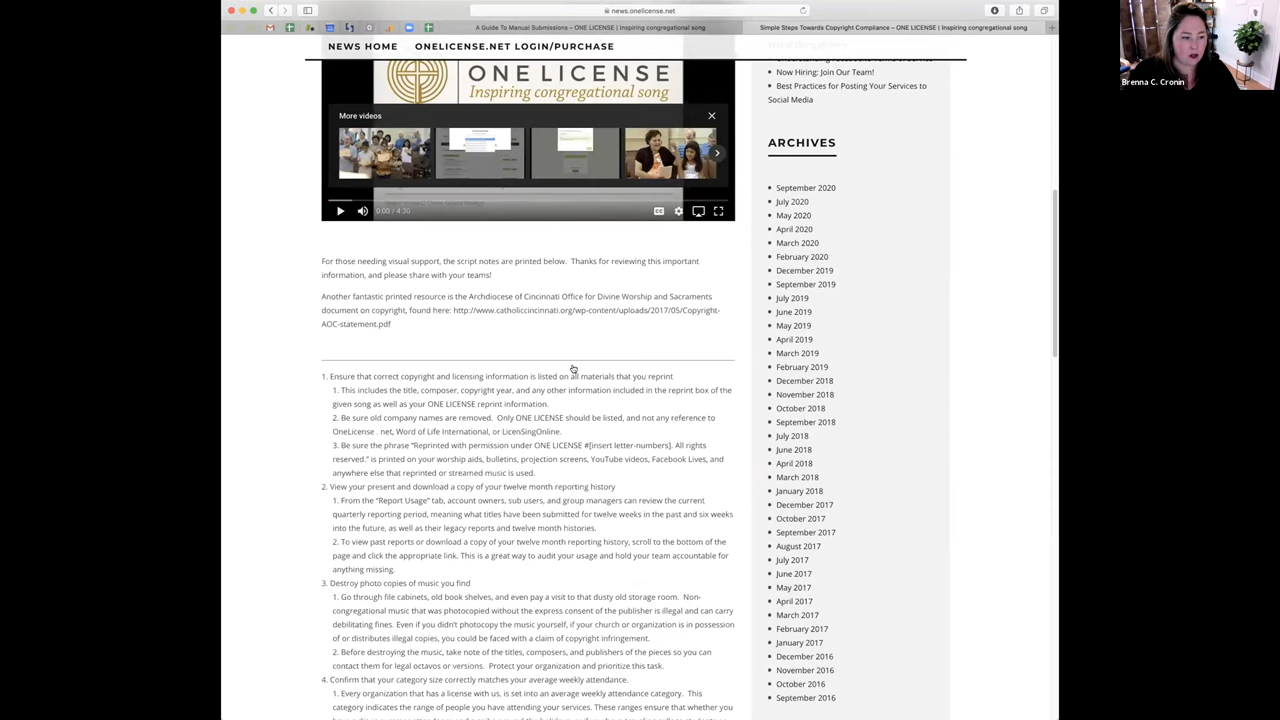 news.onelicense.net
A Guide To Manual Submissions – ONE LICENSE | Inspiring congregational song
Simple Steps Towards Copyright Compliance – ONE LICENSE | Inspiring congregational song
NEWS HOME
ONELICENSE.NET LOGIN/PURCHASE
ONE LICENSE
Inspiring congregational song
More videos
0:00 / 4:30
CC
For those needing visual support, the script notes are printed below. Thanks for reviewing this important
information, and please share with your teams!
Another fantastic printed resource is the Archdiocese of Cincinnati Office for Divine Worship and Sacraments
document on copyright, found here: http://www.catholiccincinnati.org/wp-content/uploads/2017/05/Copyright-
AOC-statement.pdf
1. Ensure that correct copyright and licensing information is listed on all materials that you reprint
1. This includes the title, composer, copyright year, and any other information included in the reprint box of the
given song as well as your ONE LICENSE reprint information.
2. Be sure old company names are removed. Only ONE LICENSE should be listed, and not any reference to
OneLicense . net, Word of Life International, or LicenSingOnline.
3. Be sure the phrase “Reprinted with permission under ONE LICENSE #[insert letter-numbers]. All rights
reserved.” is printed on your worship aids, bulletins, projection screens, YouTube videos, Facebook Lives, and
anywhere else that reprinted or streamed music is used.
2. View your present and download a copy of your twelve month reporting history
1. From the “Report Usage” tab, account owners, sub users, and group managers can review the current
quarterly reporting period, meaning what titles have been submitted for twelve weeks in the past and six weeks
into the future, as well as their legacy reports and twelve month histories.
2. To view past reports or download a copy of your twelve month reporting history, scroll to the bottom of the
page and click the appropriate link. This is a great way to audit your usage and hold your team accountable for
anything missing.
3. Destroy photo copies of music you find
1. Go through file cabinets, old book shelves, and even pay a visit to that dusty old storage room. Non-
congregational music that was photocopied without the express consent of the publisher is illegal and can carry
debilitating fines. Even if you didn’t photocopy the music yourself, if your church or organization is in possession
of or distributes illegal copies, you could be faced with a claim of copyright infringement.
2. Before destroying the music, take note of the titles, composers, and publishers of the pieces so you can
contact them for legal octavos or versions. Protect your organization and prioritize this task.
4. Confirm that your category size correctly matches your average weekly attendance.
1. Every organization that has a license with us, is set into an average weekly attendance category. This
category indicates the range of people you have attending your services. These ranges ensure that whether you
Now Hiring: Join Our Team!
Best Practices for Posting Your Services to
Social Media
ARCHIVES
September 2020
July 2020
May 2020
April 2020
March 2020
February 2020
December 2019
September 2019
July 2019
June 2019
May 2019
April 2019
March 2019
February 2019
December 2018
November 2018
October 2018
September 2018
July 2018
June 2018
April 2018
March 2018
January 2018
December 2017
October 2017
September 2017
August 2017
July 2017
June 2017
May 2017
April 2017
March 2017
February 2017
January 2017
December 2016
November 2016
October 2016
September 2016
Brenna C. Cronin